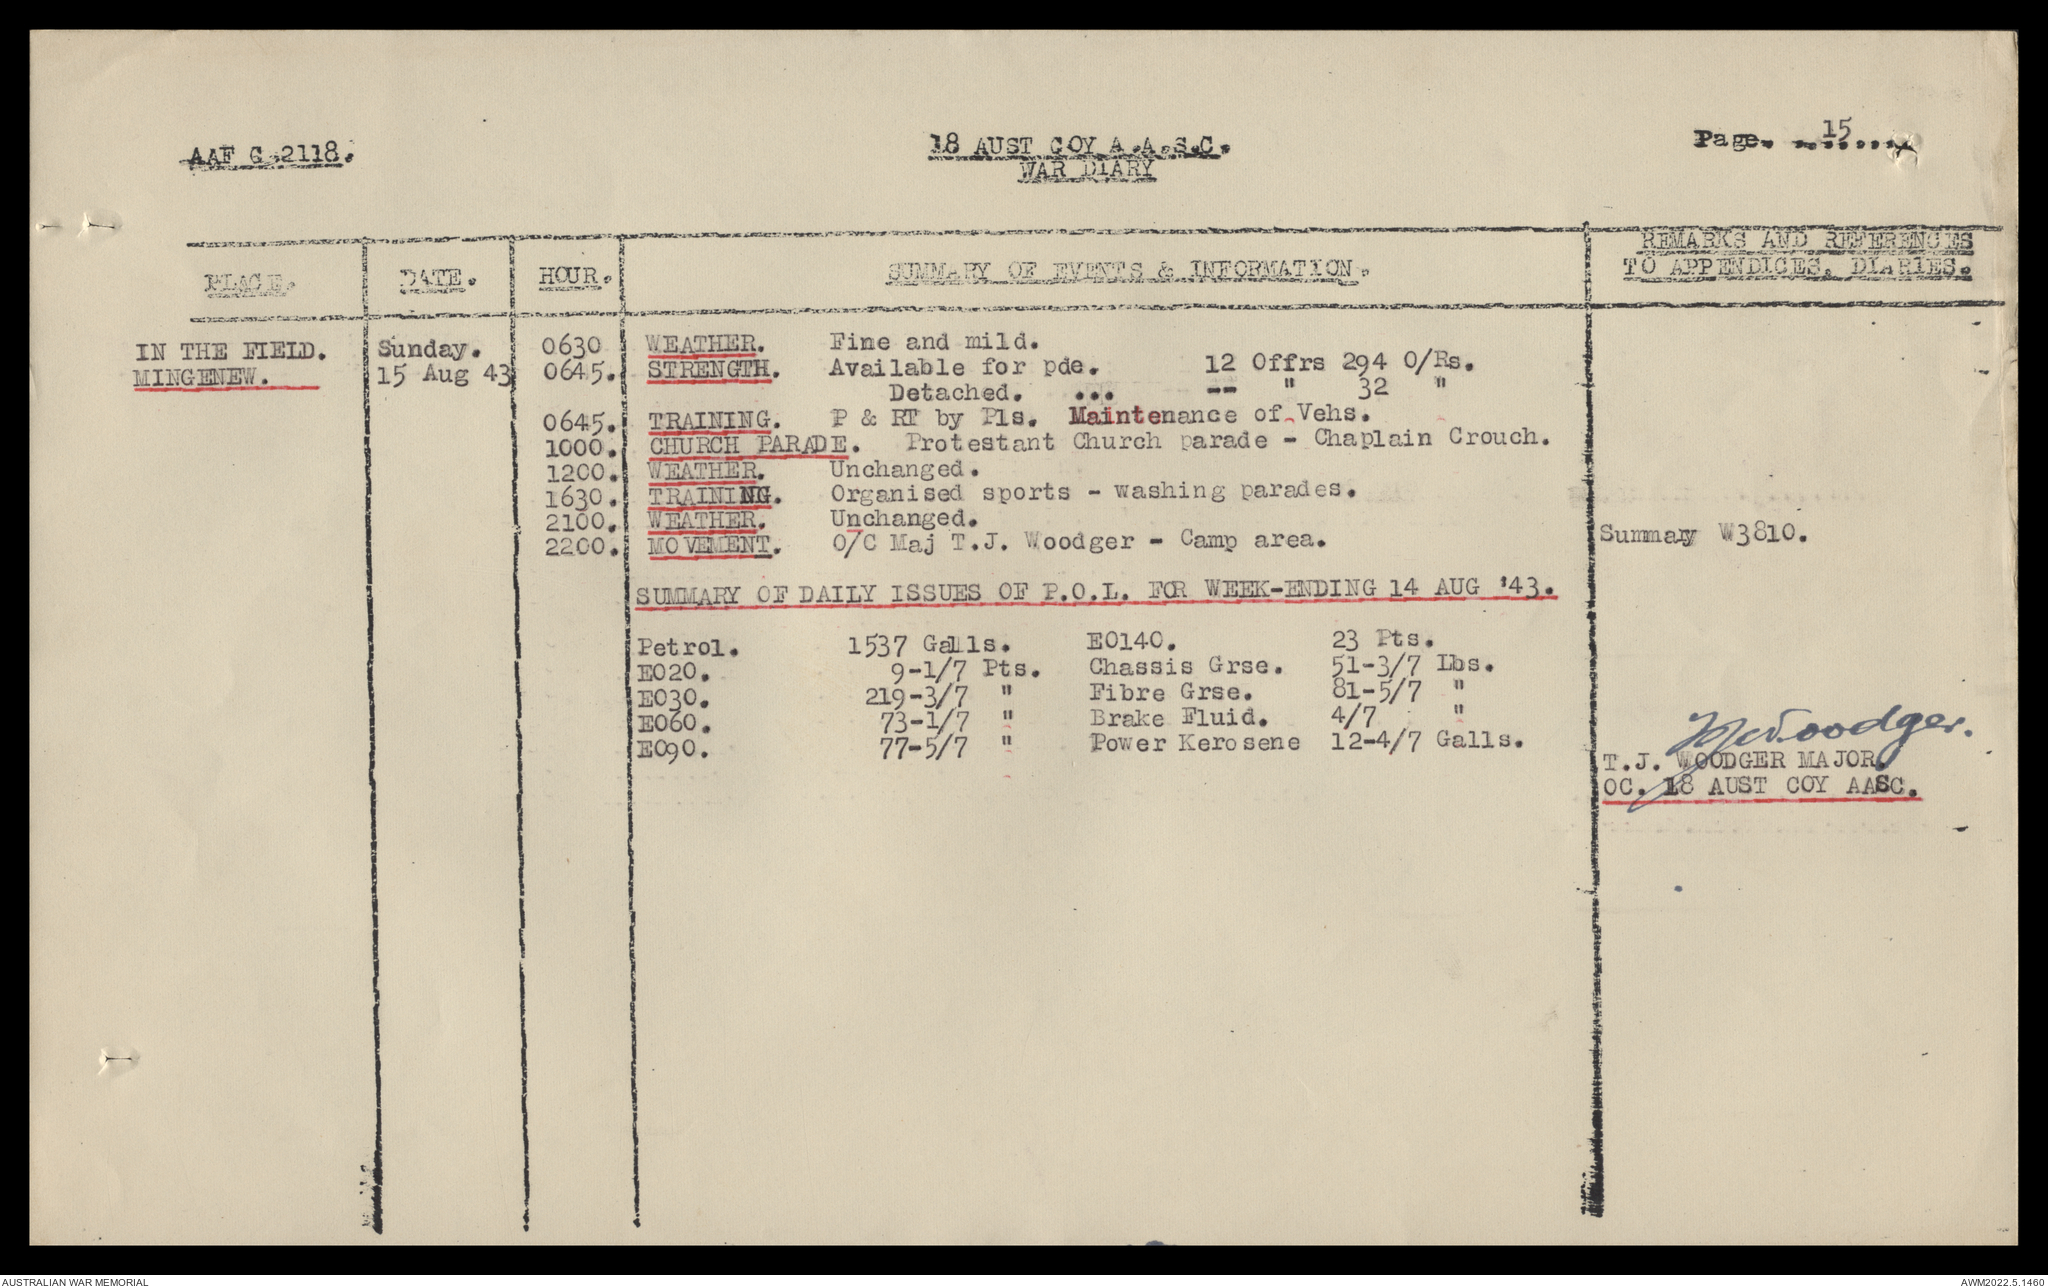 AAF G.2118.
18 AUST COY A.A.S.C.
WAR DIARY
Page. ..15.......
PLACE.
DATE.
HOUR.
SUMMARY OF EVENTS & INFORMATION.
REMARKS AND REFERENCES
TO APPENDICES, DIARIES.
IN THE FIELD. Sunday. 0630 WEATHER. Fine and mild.
MINGENEW. 15 Aug 43 0645. STRENGTH. Available for pde. 12 Offrs 294 O/Rs.
Detached. ... -- " 32 "
0645. TRAINING. P & RT by Pls. Maintenance of Vehs.
1000. CHURCH PARADE. Protestant Church parade - Chaplain Crouch.
1200. WEATHER. Unchanged.
1630. TRAINING. Organised sports - washing parades.
2100. WEATHER. Unchanged.
2200. MOVEMENT. O/C Maj T.J. Woodger - Camp area. Summary W3810.
SUMMARY OF DAILY ISSUES OF P.O.L. FOR WEEK-ENDING 14 AUG '43.
Petrol. 1537 Galls. EO140. 23 Pts.
EO20. 9-1/7 Pts. Chassis Grse. 51-3/7 Lbs.
EO30. 219-3/7 " Fibre Grse. 81-5/7 "
EO60. 73-1/7 " Brake Fluid. 4/7 "
EO90. 77-5/7 " Power Kerosene 12-4/7 Galls.
TJWoodger.
T.J. WOODGER MAJOR.
OC. 18 AUST COY AASC.
AUSTRALIAN WAR MEMORIAL
AWM2022.5.1460